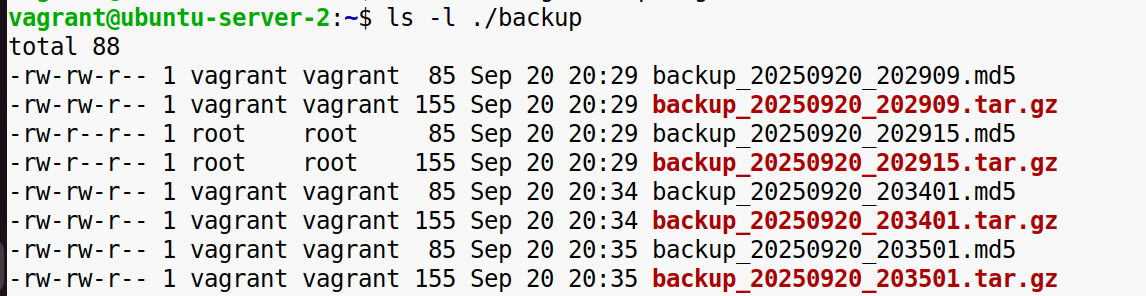 vagrant@ubuntu-server-2:~$ ls -l ./backup
total 88
-rw-rw-r-- 1 vagrant vagrant  85 Sep 20 20:29 backup_20250920_202909.md5
-rw-rw-r-- 1 vagrant vagrant 155 Sep 20 20:29 backup_20250920_202909.tar.gz
-rw-r--r-- 1 root    root     85 Sep 20 20:29 backup_20250920_202915.md5
-rw-r--r-- 1 root    root    155 Sep 20 20:29 backup_20250920_202915.tar.gz
-rw-rw-r-- 1 vagrant vagrant  85 Sep 20 20:34 backup_20250920_203401.md5
-rw-rw-r-- 1 vagrant vagrant 155 Sep 20 20:34 backup_20250920_203401.tar.gz
-rw-rw-r-- 1 vagrant vagrant  85 Sep 20 20:35 backup_20250920_203501.md5
-rw-rw-r-- 1 vagrant vagrant 155 Sep 20 20:35 backup_20250920_203501.tar.gz